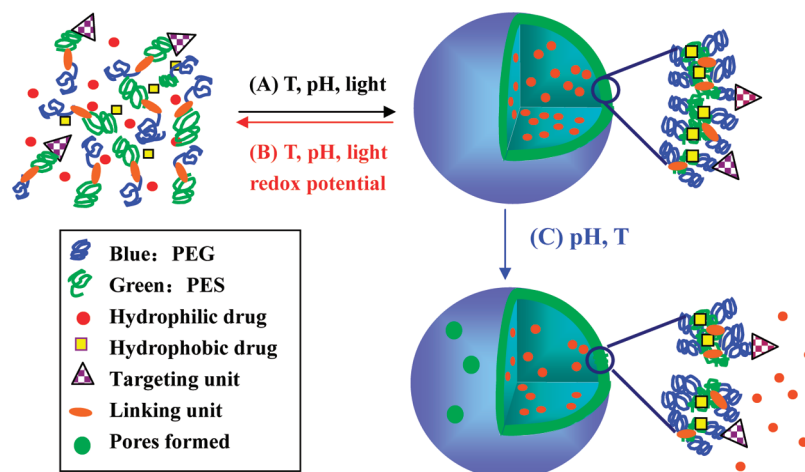 (A) T, pH, light
(B) T, pH, light
redox potential
(C) pH, T
Blue: PEG
Green: PES
Hydrophilic drug
Hydrophobic drug
Targeting unit
Linking unit
Pores formed